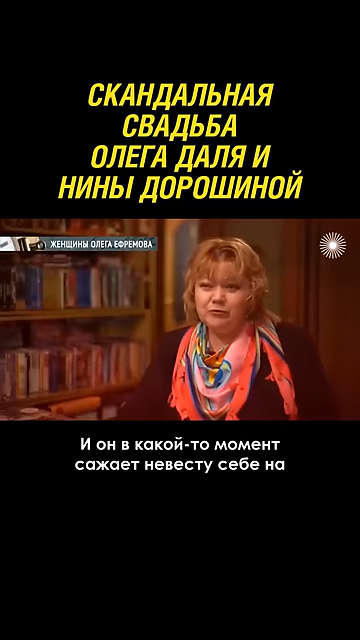 СКАНДАЛЬНАЯ
СВАДЬБА
ОЛЕГА ДАЛЯ И
НИНЫ ДОРОШИНОЙ
ЖЕНЩИНЫ ОЛЕГА ЕФРЕМОВА
И он в какой-то момент
сажает невесту себе на